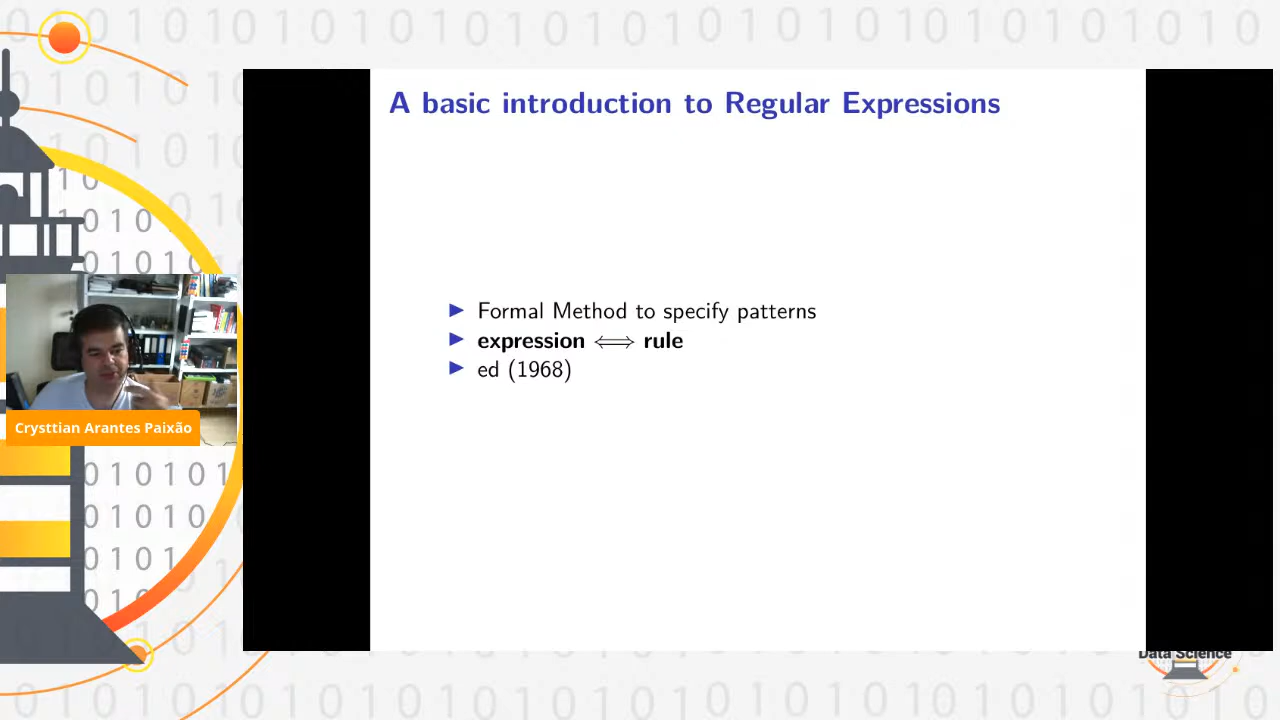 A basic introduction to Regular Expressions
Formal Method to specify patterns
expression ⟺ rule
ed (1968)
Crysttian Arantes Paixão
Data Science